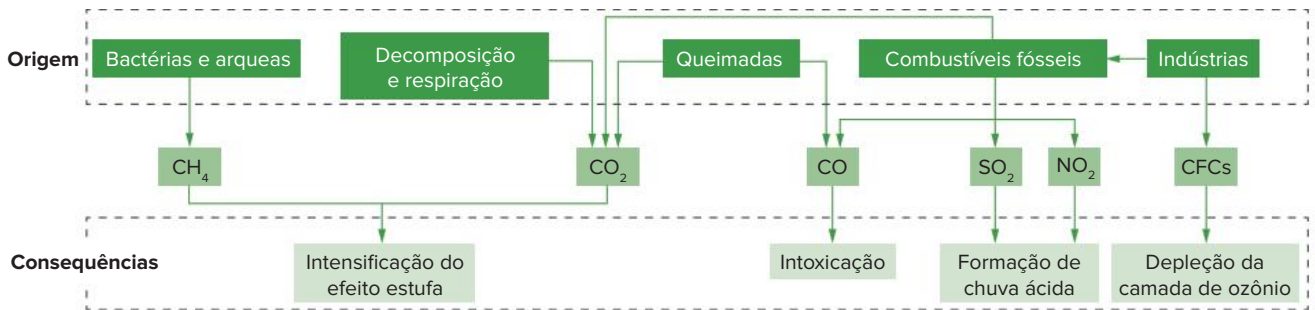 Origem
Bactérias e arqueas
Decomposição
e respiração
Queimadas
Combustíveis fósseis
Indústrias
CH₄
CO₂
CO
SO₂
NO₂
CFCs
Consequências
Intensificação do
efeito estufa
Intoxicação
Formação de
chuva ácida
Depleção da
camada de ozônio